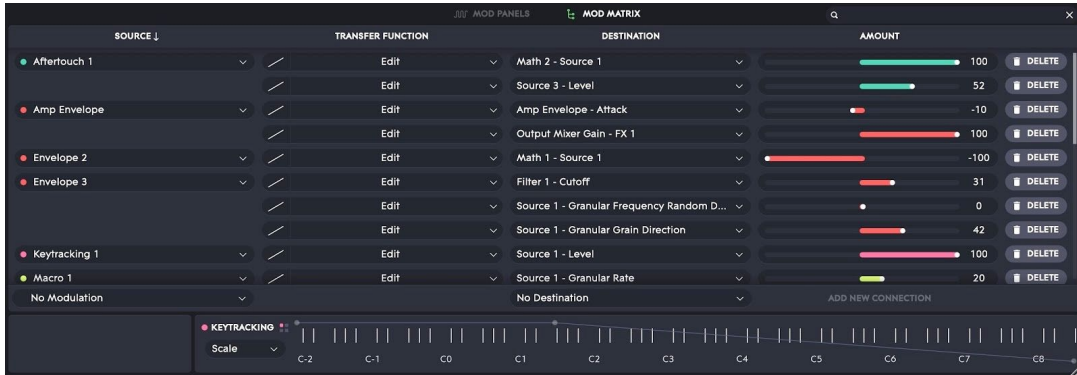 MOD PANELS MOD MATRIX
SOURCE ↓ TRANSFER FUNCTION DESTINATION AMOUNT
Aftertouch 1 Edit Math 2 - Source 1 100 DELETE
Edit Source 3 - Level 52 DELETE
Amp Envelope Edit Amp Envelope - Attack -10 DELETE
Edit Output Mixer Gain - FX 1 100 DELETE
Envelope 2 Edit Math 1 - Source 1 -100 DELETE
Envelope 3 Edit Filter 1 - Cutoff 31 DELETE
Edit Source 1 - Granular Frequency Random D... 0 DELETE
Edit Source 1 - Granular Grain Direction 42 DELETE
Keytracking 1 Edit Source 1 - Level 100 DELETE
Macro 1 Edit Source 1 - Granular Rate 20 DELETE
No Modulation No Destination ADD NEW CONNECTION
KEYTRACKING
Scale
C-2 C-1 C0 C1 C2 C3 C4 C5 C6 C7 C8